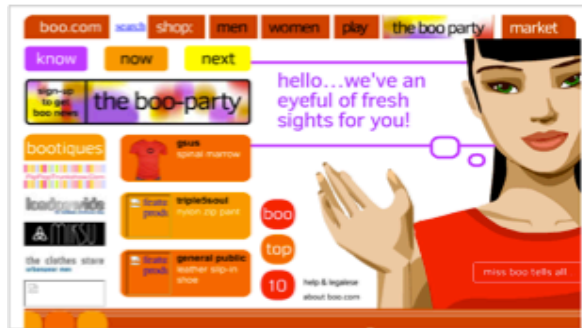 boo.com search shop: men women play the boo-party market
know now next
sign-up
to get
boo news
the boo-party
hello...we've an
eyeful of fresh
sights for you!
bootiques
gsus
spinal marrow
triple5soul
nylon zip pant
general public
leather slip-in
shoe
the clothes store
boo
top
10
help & legalese
about boo.com
miss boo tells all